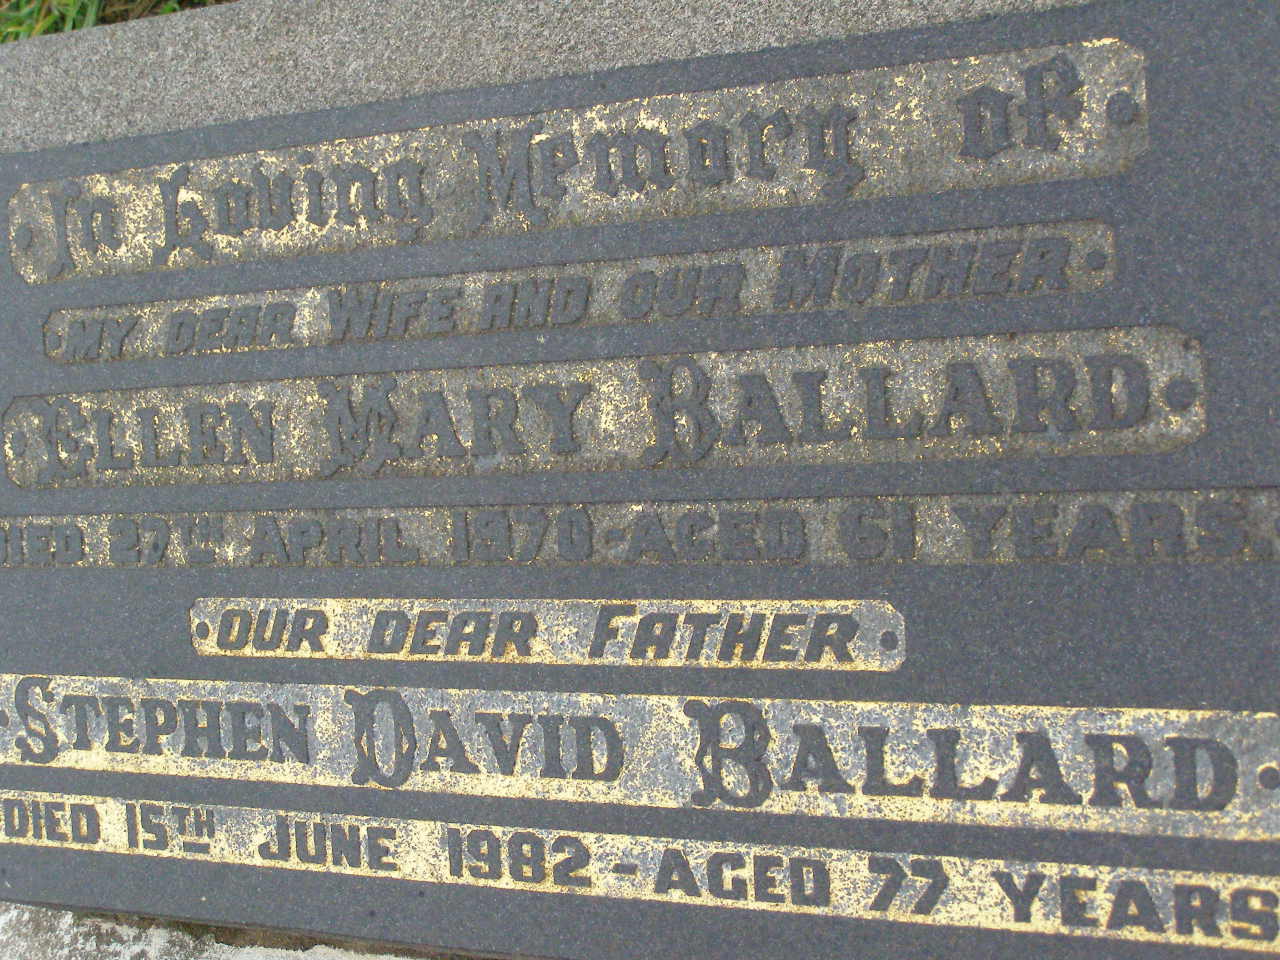 In Loving Memory of
MY DEAR WIFE AND OUR MOTHER
ELLEN MARY BALLARD
DIED 27TH APRIL 1970 - AGED 61 YEARS.
OUR DEAR FATHER
STEPHEN DAVID BALLARD
DIED 15TH JUNE 1982 - AGED 77 YEARS